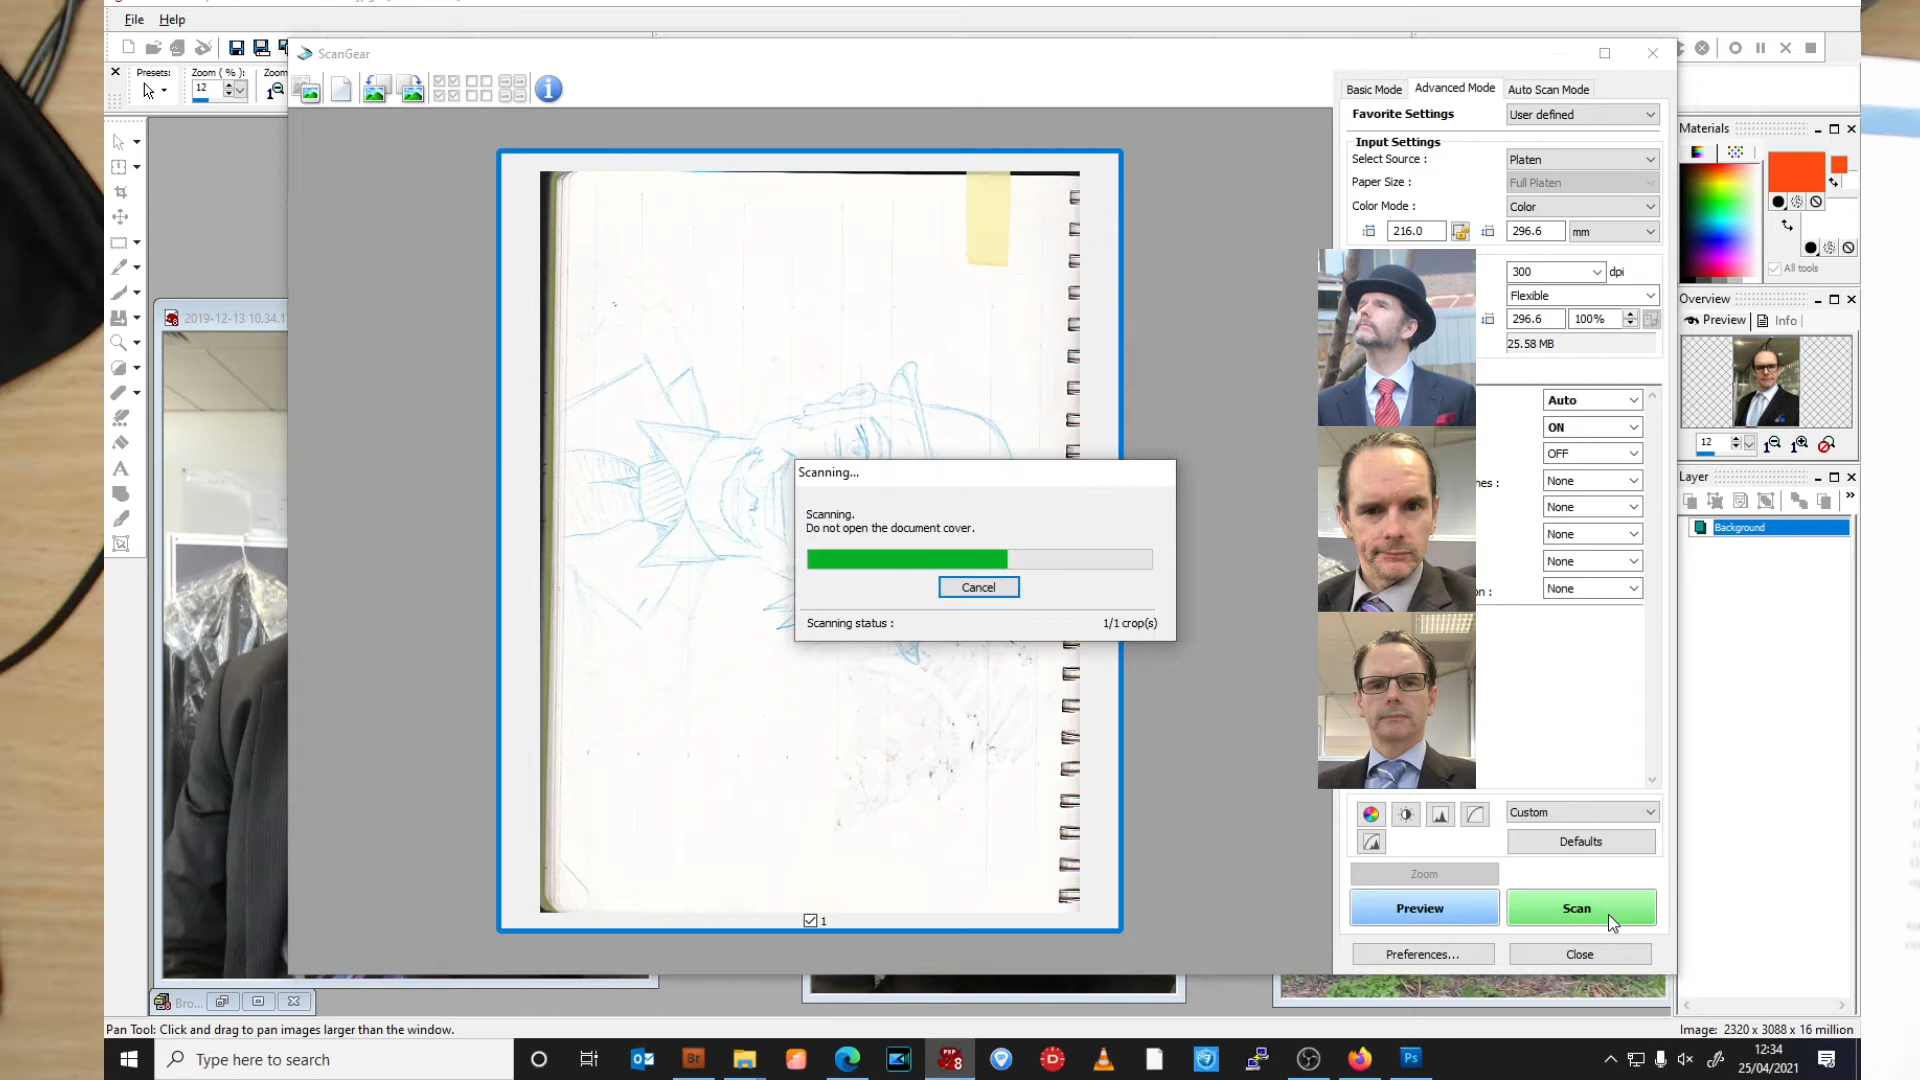 File Help
ScanGear
Presets:
Zoom ( % ) :
Zoom
12
Basic Mode Advanced Mode Auto Scan Mode
Favorite Settings User defined
Input Settings
Select Source : Platen
Paper Size : Full Platen
Color Mode : Color
216.0 296.6 mm
300 dpi
Flexible
296.6 100%
25.58 MB
Auto
ON
OFF
None
None
None
None
None
Custom
Defaults
Zoom
Preview Scan
Preferences... Close
1
Scanning...
Scanning.
Do not open the document cover.
Cancel
Scanning status : 1/1 crop(s)
2019-12-13 10.34.1
Materials
All tools
Overview
Preview Info
12
Layer
Background
Bro...
Pan Tool: Click and drag to pan images larger than the window.
Image: 2320 x 3088 x 16 million
Type here to search
Br
8
Ps
12:34
25/04/2021